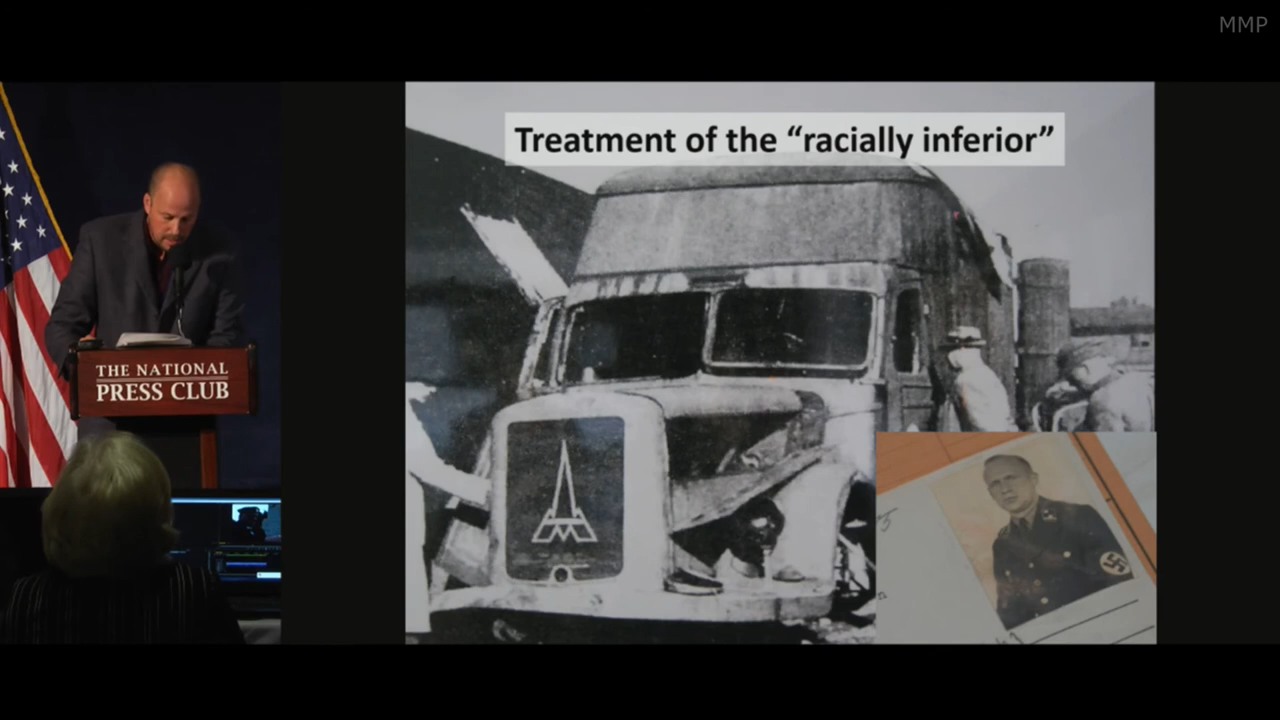 MMP
Treatment of the “racially inferior”
THE NATIONAL
PRESS CLUB